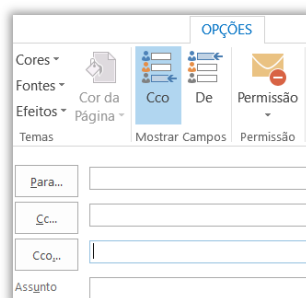 OPÇÕES
Cores
Fontes
Efeitos
Cor da
Página
Cco
De
Permissão
Temas
Mostrar Campos
Permissão
Para...
Cc...
Cco...
Assunto